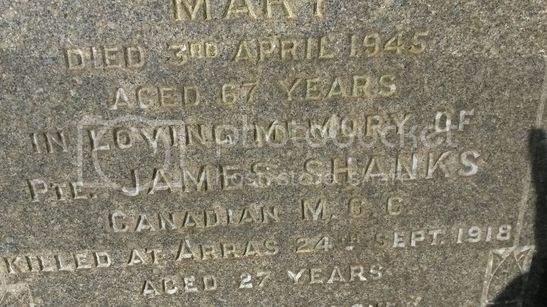 MARY
DIED 3RD APRIL 1945
AGED 67 YEARS
IN LOVING MEMORY OF
PTE. JAMES SHANKS
CANADIAN M. G. C
KILLED AT ARRAS 24TH SEPT. 1918
AGED 27 YEARS
photobucket